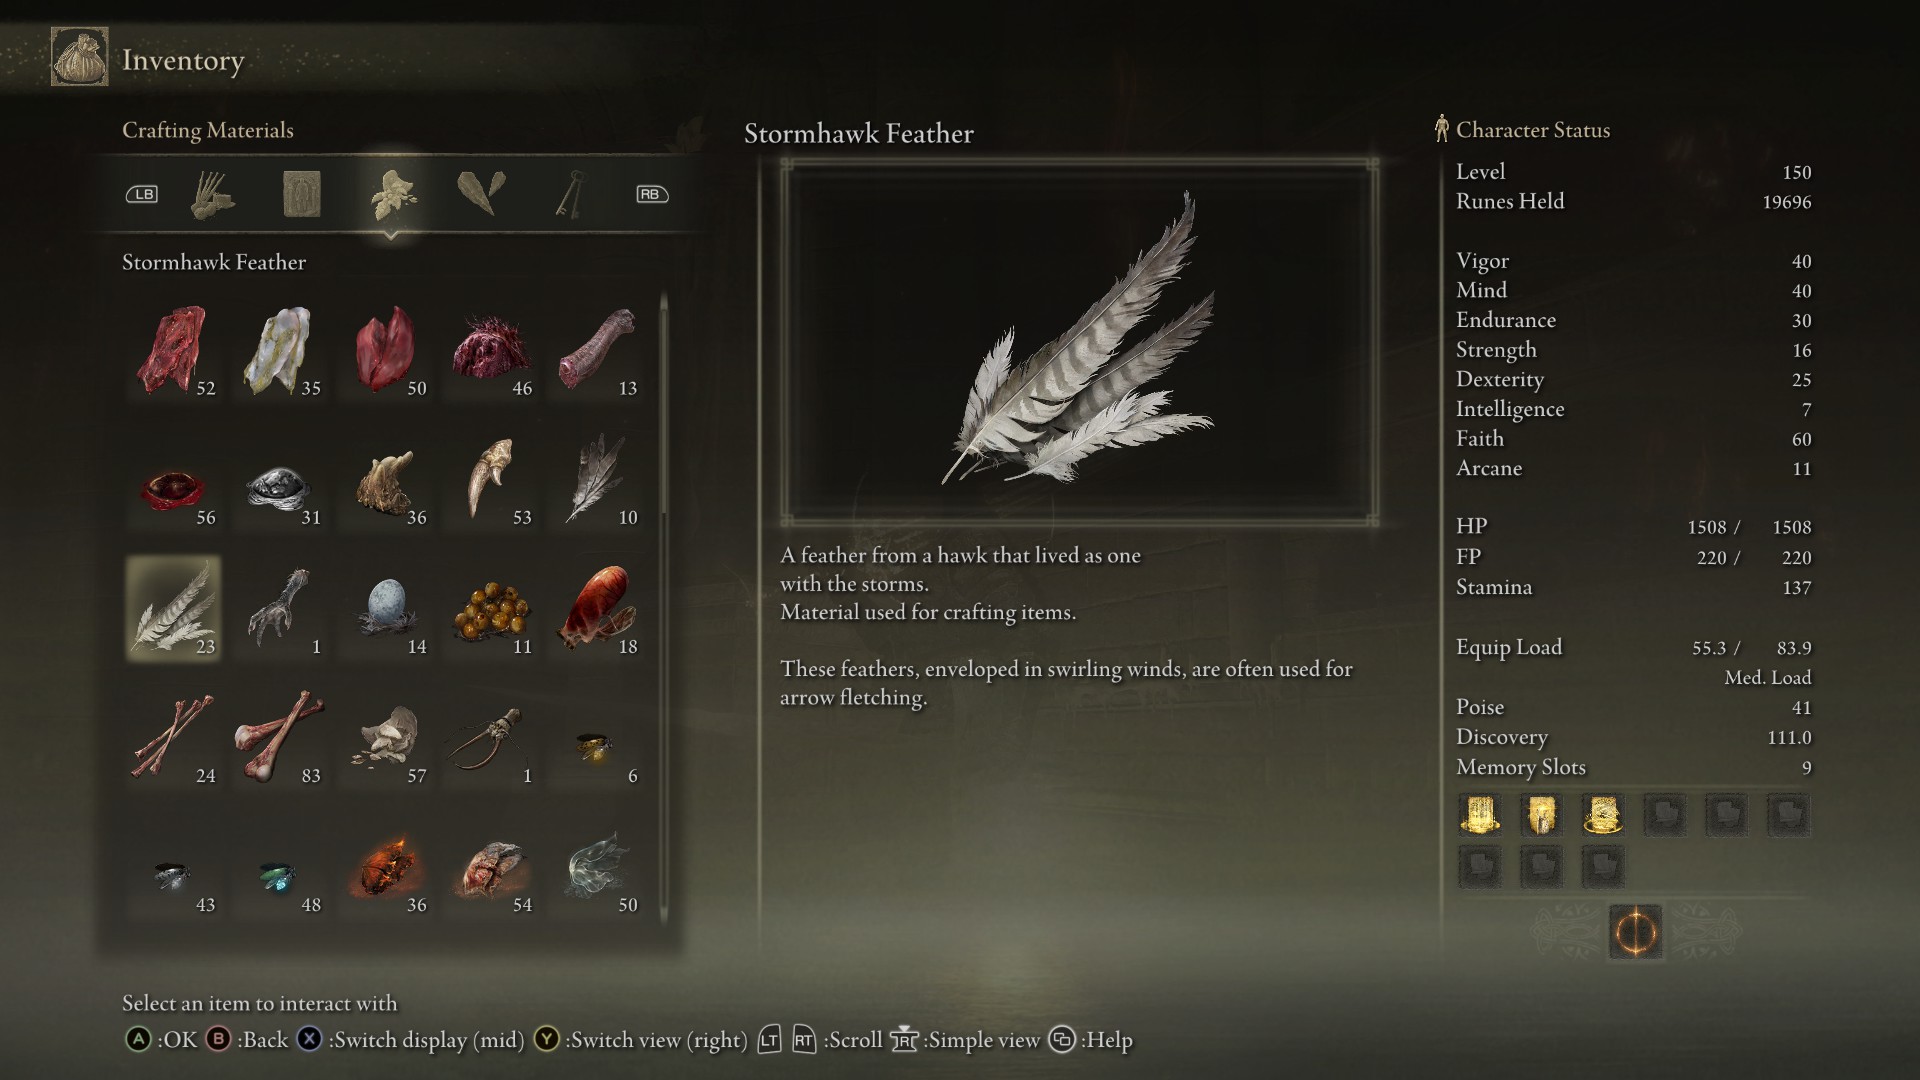 Inventory
Crafting Materials
LB
RB
Stormhawk Feather
52 35 50 46 13
56 31 36 53 10
23 1 14 11 18
24 83 57 1 6
43 48 36 54 50
Stormhawk Feather
A feather from a hawk that lived as one
with the storms.
Material used for crafting items.
These feathers, enveloped in swirling winds, are often used for
arrow fletching.
Character Status
Level 150
Runes Held 19696
Vigor 40
Mind 40
Endurance 30
Strength 16
Dexterity 25
Intelligence 7
Faith 60
Arcane 11
HP 1508 / 1508
FP 220 / 220
Stamina 137
Equip Load 55.3 / 83.9
Med. Load
Poise 41
Discovery 111.0
Memory Slots 9
Select an item to interact with
A :OK B :Back X :Switch display (mid) Y :Switch view (right) LT RT :Scroll R :Simple view :Help